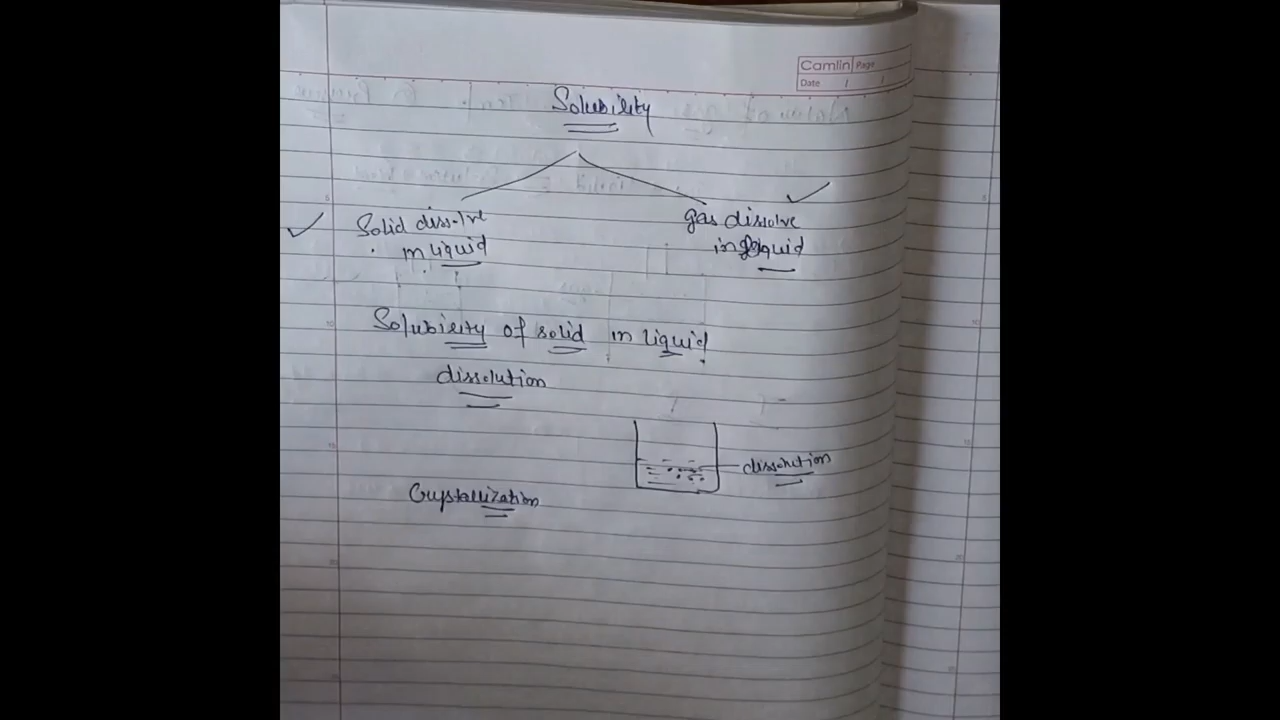 Camlin Page
Date / /
Solubility
Solid dissolve
in liquid
gas dissolve
in liquid
Solubility of solid in liquid
dissolution
dissolution
Crystallization